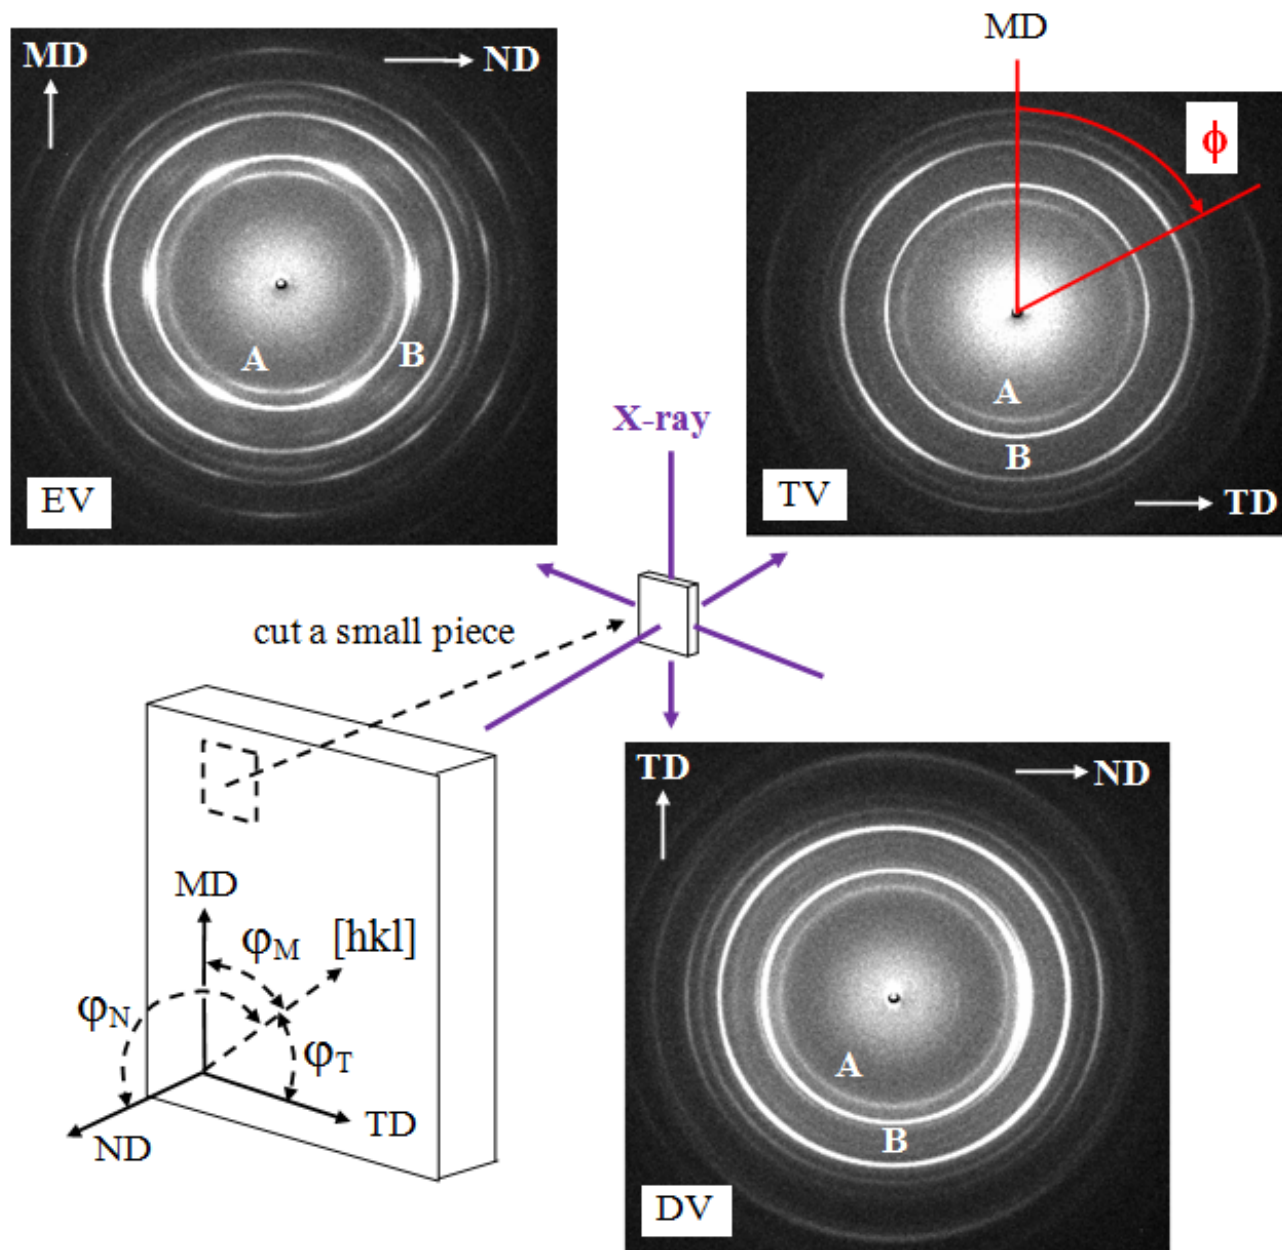 MD
ND
A
B
EV
MD
ϕ
A
B
TV
TD
X-ray
cut a small piece
MD
φM
[hkl]
φN
φT
ND
TD
TD
ND
A
B
DV